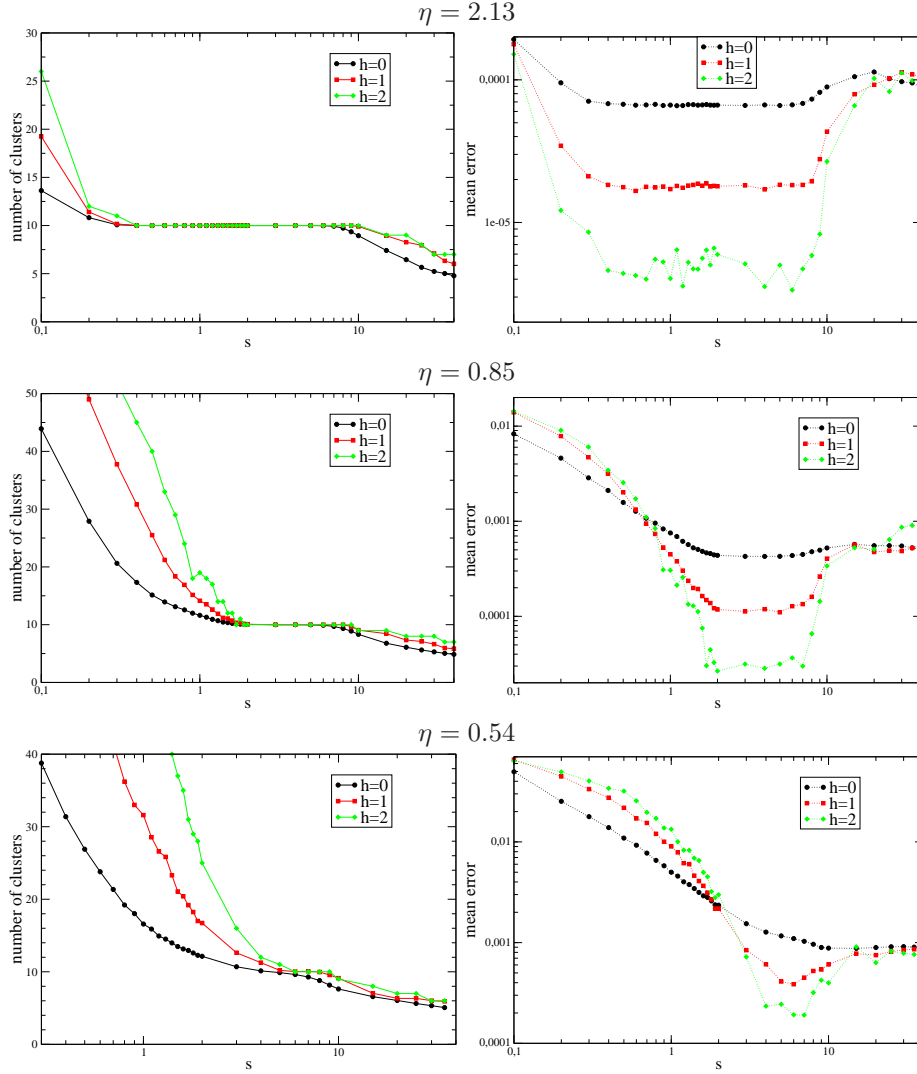 η = 2.13
30
25
20
15
10
5
0
number of clusters
0,1
1
10
s
h=0
h=1
h=2
0.0001
1e-05
mean error
0,1
1
10
s
h=0
h=1
h=2
η = 0.85
50
40
30
20
10
0
number of clusters
0,1
1
10
s
h=0
h=1
h=2
0,01
0,001
0,0001
mean error
0,1
1
10
s
h=0
h=1
h=2
η = 0.54
40
30
20
10
0
number of clusters
1
10
s
h=0
h=1
h=2
0,01
0,001
0,0001
mean error
0,1
1
10
s
h=0
h=1
h=2